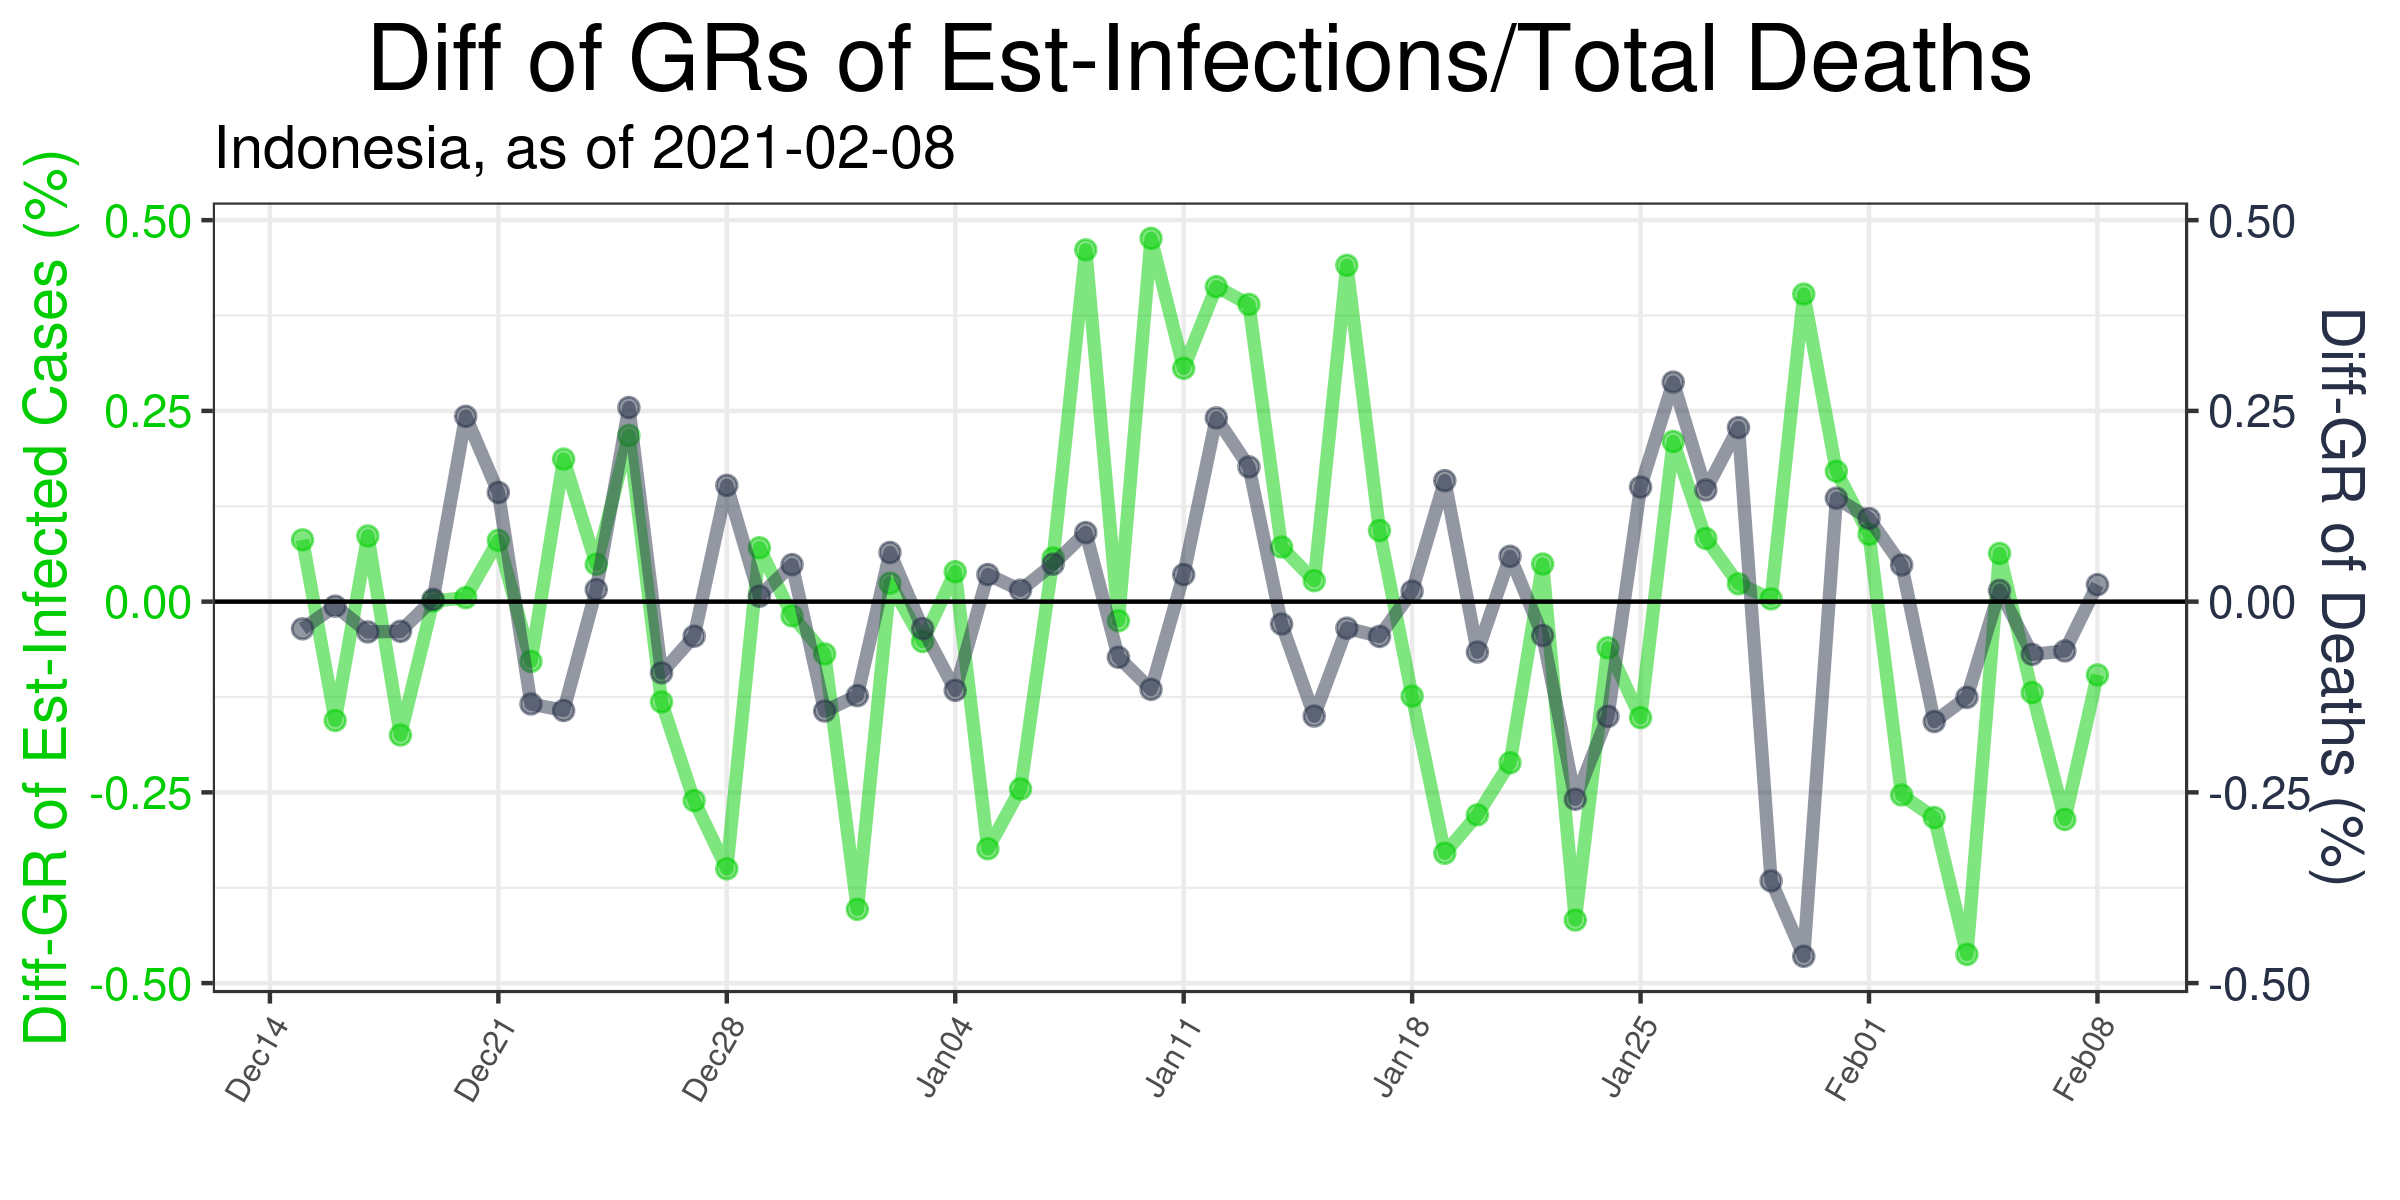 Diff of GRs of Est-Infections/Total Deaths
Indonesia, as of 2021-02-08
Diff-GR of Est-Infected Cases (%)
0.50
0.25
0.00
-0.25
-0.50
0.50
0.25
0.00
-0.25
-0.50
Diff-GR of Deaths (%)
Dec14
Dec21
Dec28
Jan04
Jan11
Jan18
Jan25
Feb01
Feb08